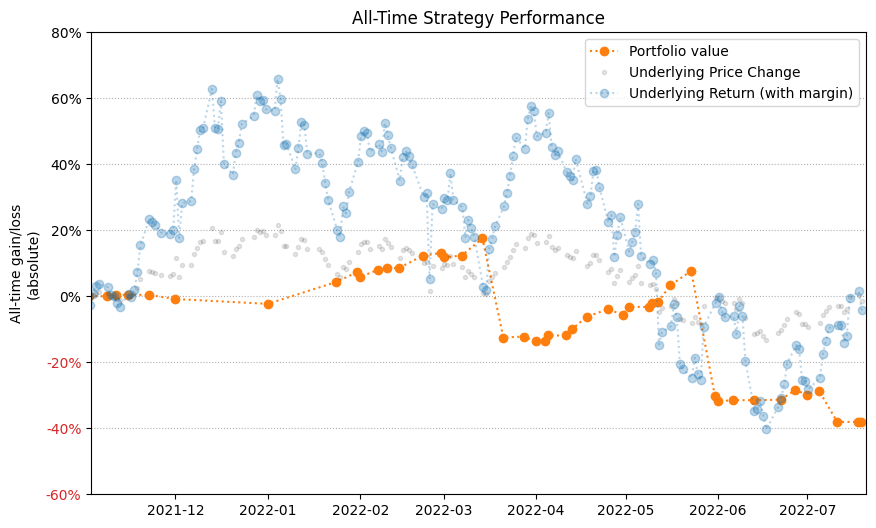 All-Time Strategy Performance
Portfolio value
Underlying Price Change
Underlying Return (with margin)
All-time gain/loss
(absolute)
80%
60%
40%
20%
0%
-20%
-40%
-60%
2021-12 2022-01 2022-02 2022-03 2022-04 2022-05 2022-06 2022-07